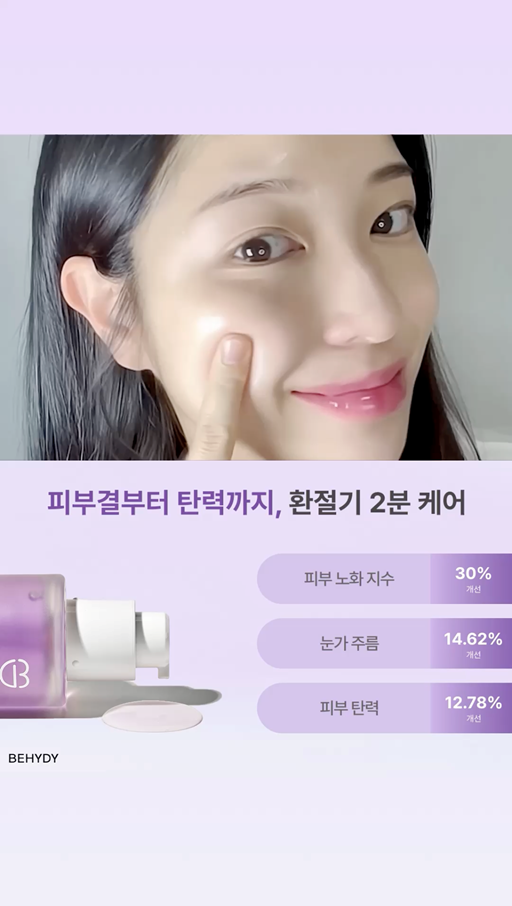 피부결부터 탄력까지, 환절기 2분 케어
피부 노화 지수 30% 개선
눈가 주름 14.62% 개선
피부 탄력 12.78% 개선
BEHYDY